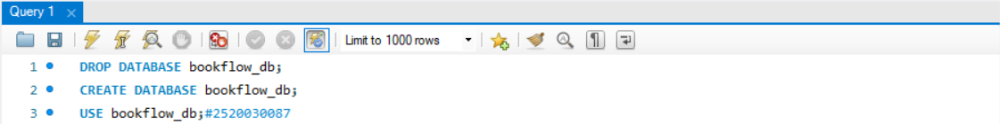 Query 1
Limit to 1000 rows
1 DROP DATABASE bookflow_db;
2 CREATE DATABASE bookflow_db;
3 USE bookflow_db;#2520030087